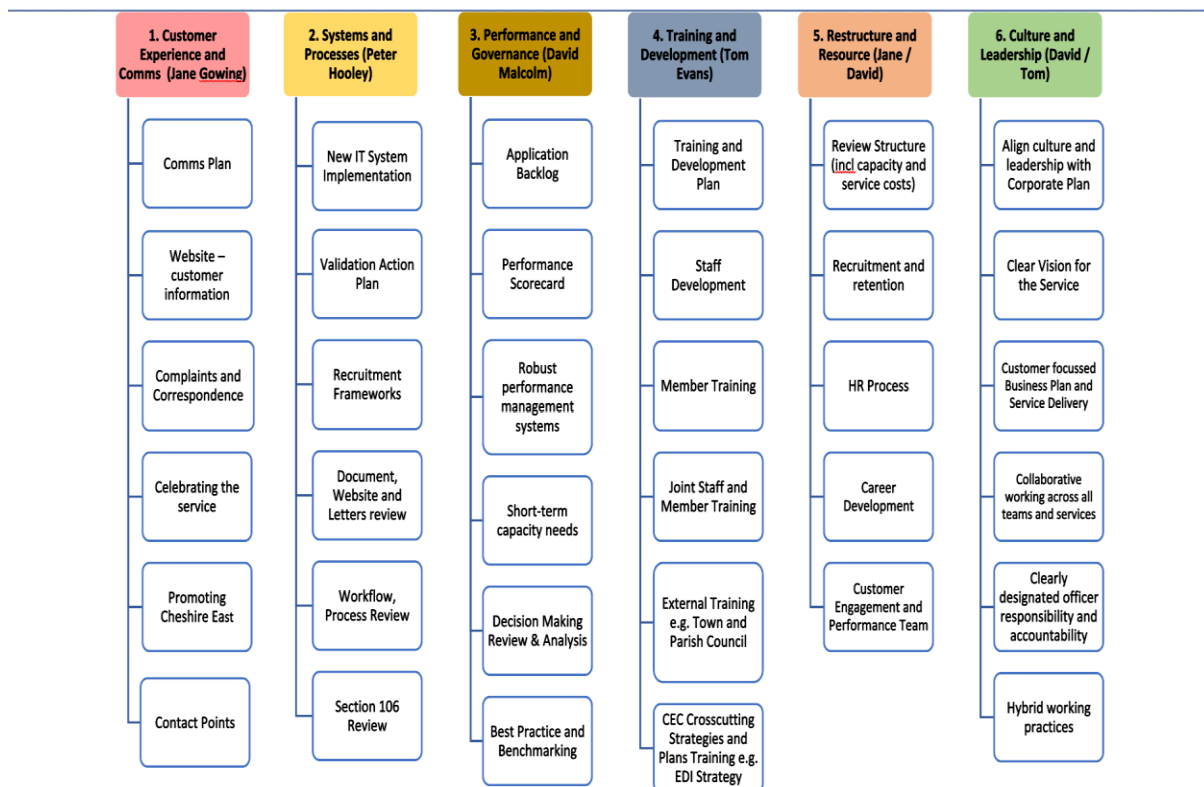 1. Customer
Experience and
Comms (Jane Gowing)
Comms Plan
Website –
customer
information
Complaints and
Correspondence
Celebrating the
service
Promoting
Cheshire East
Contact Points
2. Systems and
Processes (Peter
Hooley)
New IT System
Implementation
Validation Action
Plan
Recruitment
Frameworks
Document,
Website and
Letters review
Workflow,
Process Review
Section 106
Review
3. Performance and
Governance (David
Malcolm)
Application
Backlog
Performance
Scorecard
Robust
performance
management
systems
Short-term
capacity needs
Decision Making
Review & Analysis
Best Practice and
Benchmarking
4. Training and
Development (Tom
Evans)
Training and
Development
Plan
Staff
Development
Member Training
Joint Staff and
Member Training
External Training
e.g. Town and
Parish Council
CEC Crosscutting
Strategies and
Plans Training e.g.
EDI Strategy
5. Restructure and
Resource (Jane /
David)
Review Structure
(incl capacity and
service costs)
Recruitment and
retention
HR Process
Career
Development
Customer
Engagement and
Performance Team
6. Culture and
Leadership (David /
Tom)
Align culture and
leadership with
Corporate Plan
Clear Vision for
the Service
Customer focussed
Business Plan and
Service Delivery
Collaborative
working across all
teams and services
Clearly
designated officer
responsibility and
accountability
Hybrid working
practices